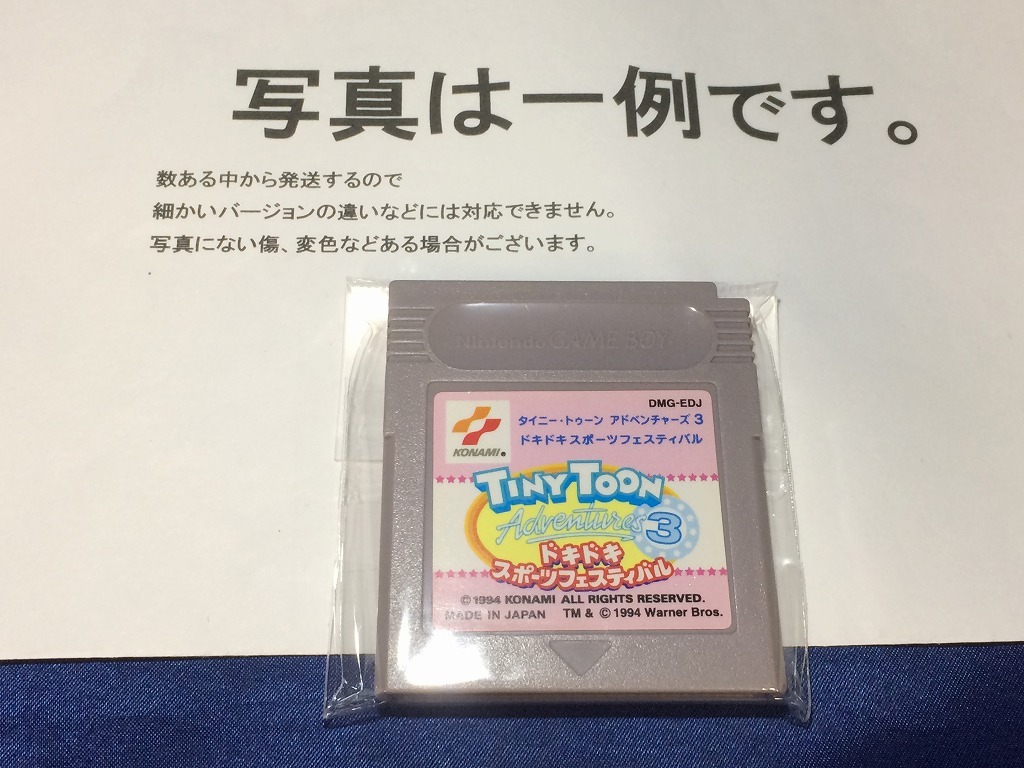 写真は一例です。
数ある中から発送するので
細かいバージョンの違いなどには対応できません。
写真にない傷、変色などある場合がございます。
Nintendo GAME BOY
DMG-EDJ
KONAMI®
タイニー・トゥーン アドベンチャーズ 3
ドキドキスポーツフェスティバル
TINY TOON
Adventures 3
ドキドキ
スポーツフェスティバル
© 1994 KONAMI ALL RIGHTS RESERVED.
MADE IN JAPAN TM & © 1994 Warner Bros.